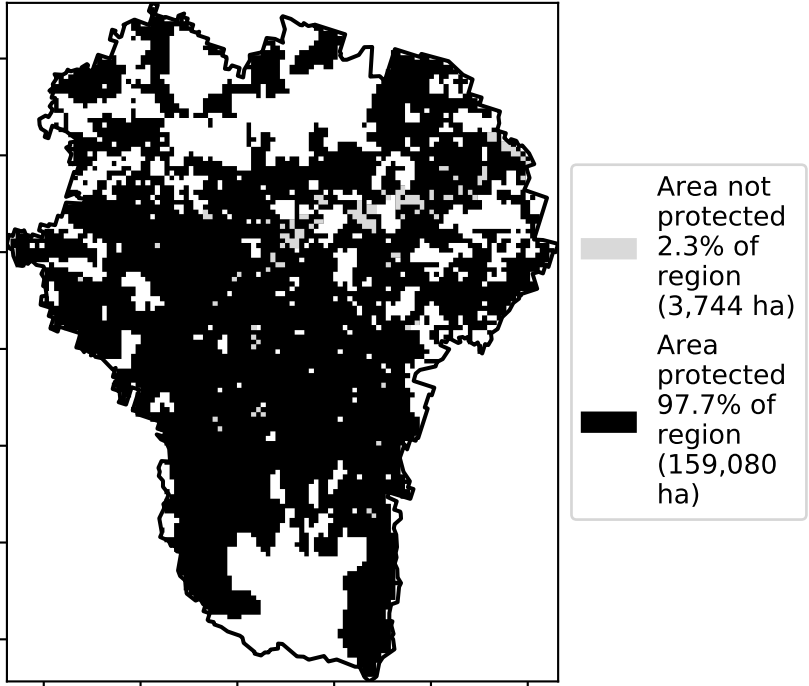 Area not
protected
2.3% of
region
(3,744 ha)
Area
protected
97.7% of
region
(159,080
ha)